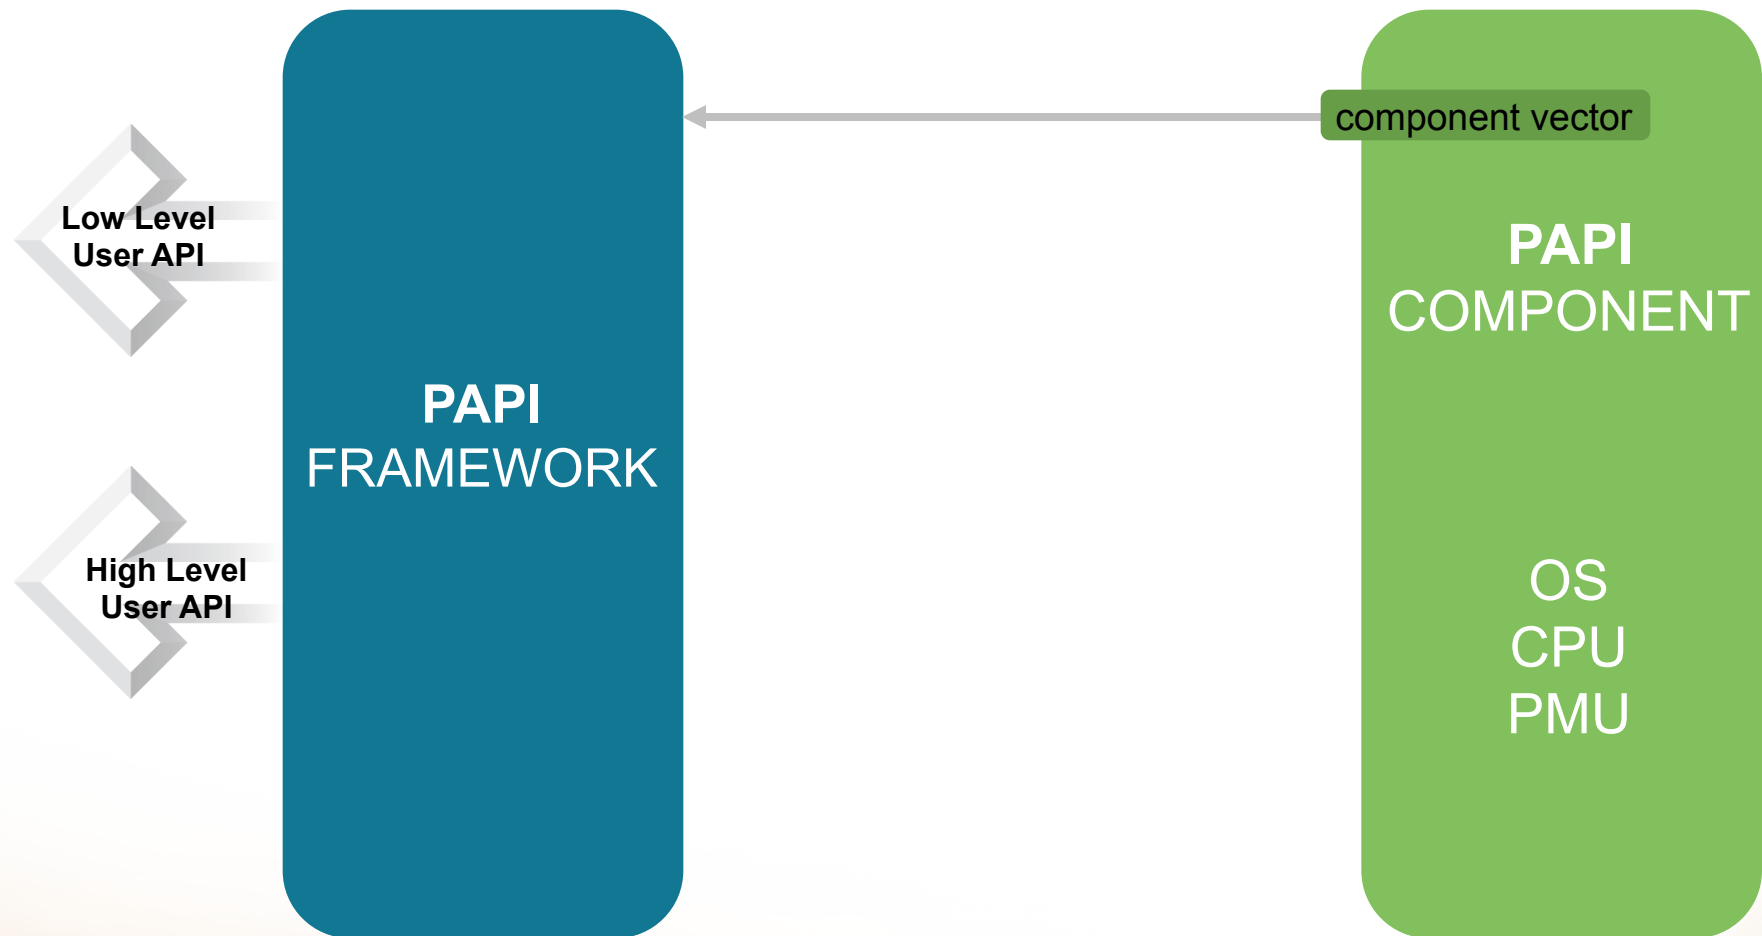 Low Level
User API
High Level
User API
PAPI
FRAMEWORK
component vector
PAPI
COMPONENT
OS
CPU
PMU